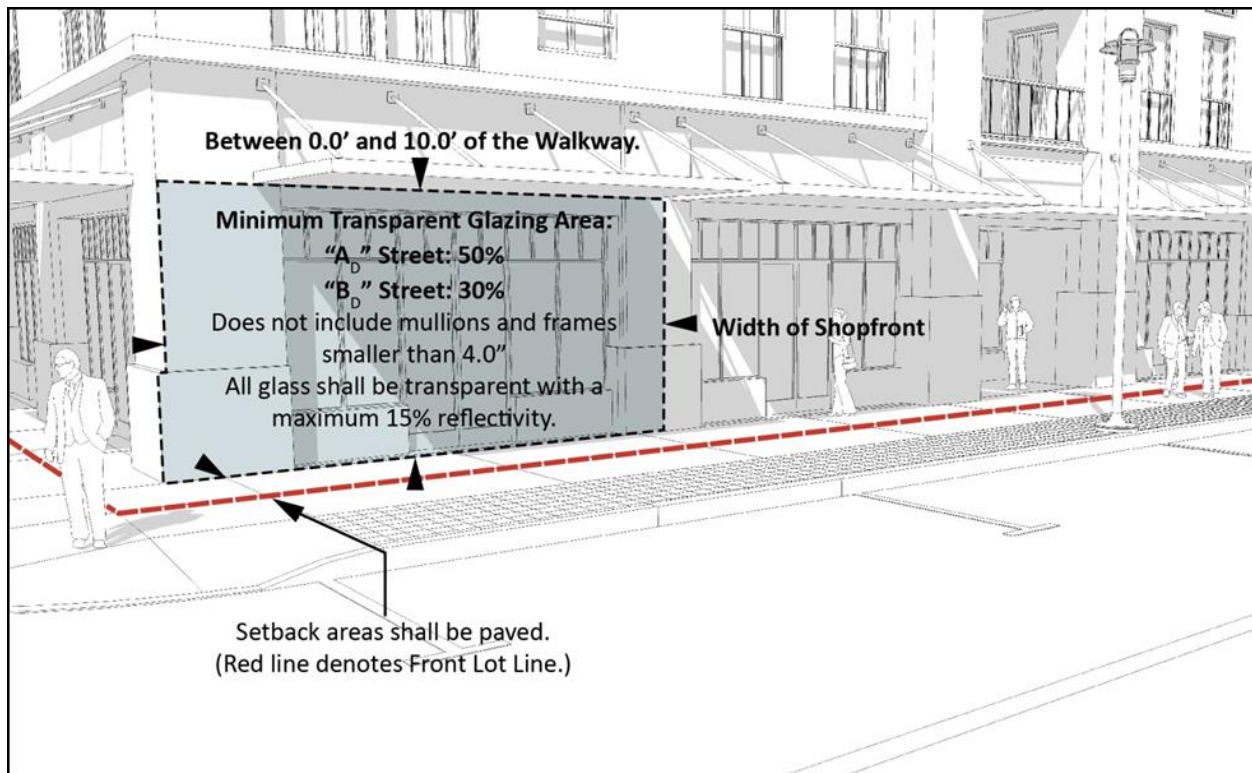 Between 0.0’ and 10.0’ of the Walkway.
Minimum Transparent Glazing Area:
“A_D” Street: 50%
“B_D” Street: 30%
Does not include mullions and frames
smaller than 4.0”
All glass shall be transparent with a
maximum 15% reflectivity.
Width of Shopfront
Setback areas shall be paved.
(Red line denotes Front Lot Line.)